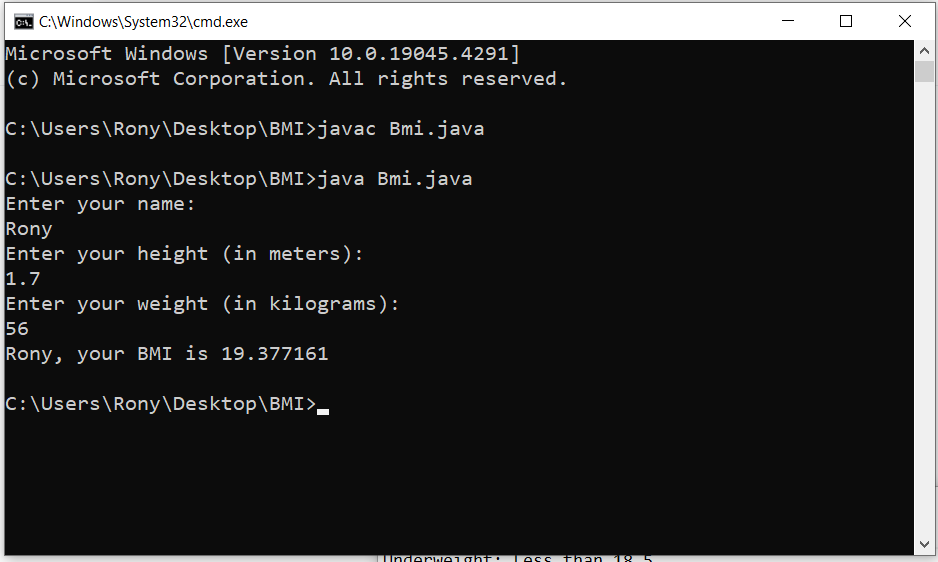 C:\Windows\System32\cmd.exe
Microsoft Windows [Version 10.0.19045.4291]
(c) Microsoft Corporation. All rights reserved.
C:\Users\Rony\Desktop\BMI>javac Bmi.java
C:\Users\Rony\Desktop\BMI>java Bmi.java
Enter your name:
Rony
Enter your height (in meters):
1.7
Enter your weight (in kilograms):
56
Rony, your BMI is 19.377161
C:\Users\Rony\Desktop\BMI>
Underweight: Less than 18.5